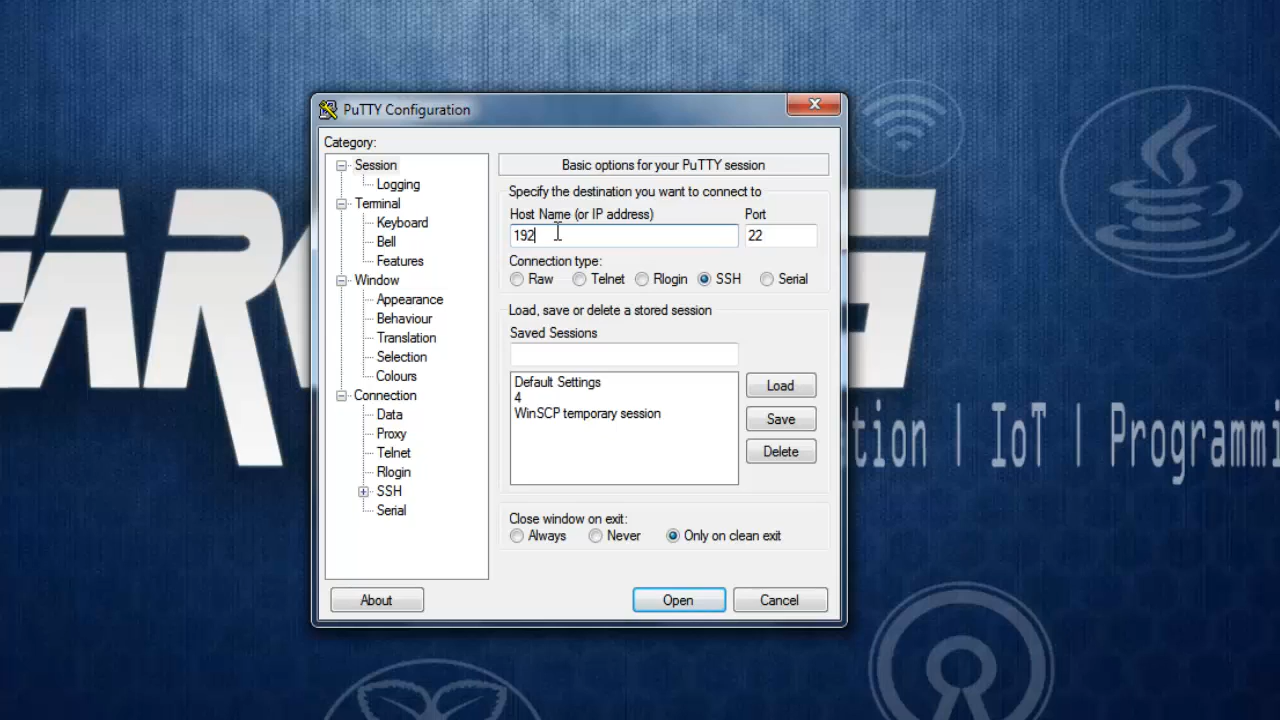 PuTTY Configuration
Category:
Session
Logging
Terminal
Keyboard
Bell
Features
Window
Appearance
Behaviour
Translation
Selection
Colours
Connection
Data
Proxy
Telnet
Rlogin
SSH
Serial
Basic options for your PuTTY session
Specify the destination you want to connect to
Host Name (or IP address) Port
192 22
Connection type:
Raw Telnet Rlogin SSH Serial
Load, save or delete a stored session
Saved Sessions
Default Settings
4
WinSCP temporary session
Load
Save
Delete
Close window on exit:
Always Never Only on clean exit
About Open Cancel
tion | IoT | Programmi